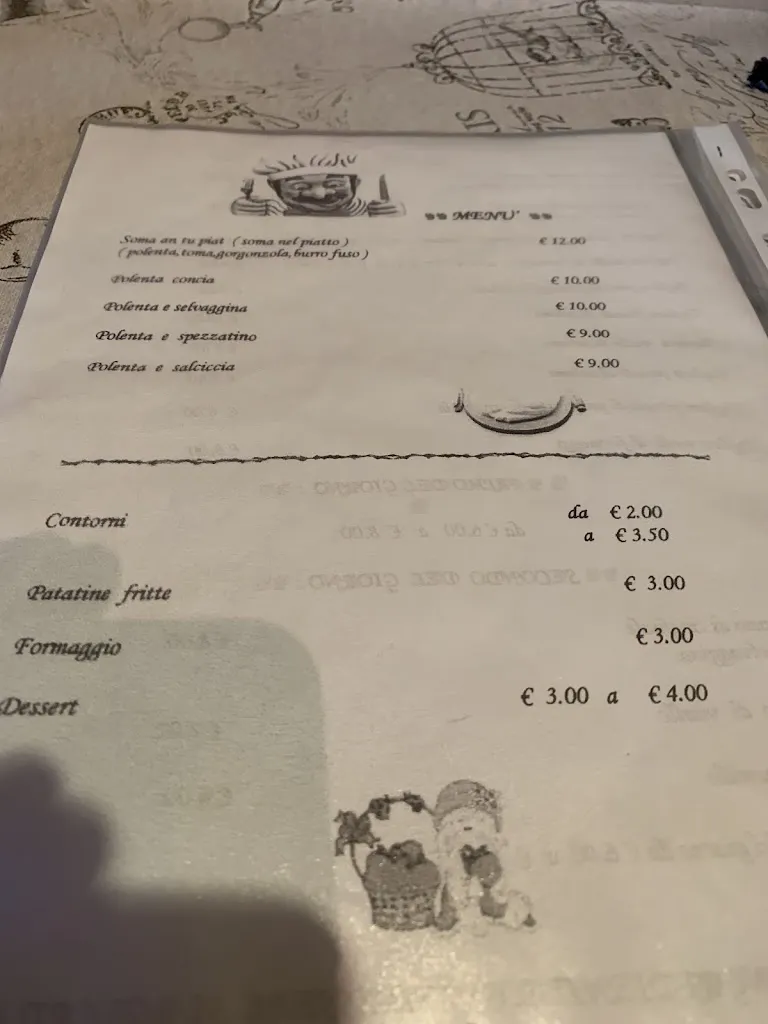 MENU'
Soma an tu piat ( soma nel piatto ) € 12.00
( polenta, toma, gorgonzola, burro fuso )
Polenta concia € 10.00
Polenta e selvaggina € 10.00
Polenta e spezzatino € 9.00
Polenta e salciccia € 9.00
Contorni da € 2.00
a € 3.50
Patatine fritte € 3.00
Formaggio € 3.00
Dessert € 3.00 a € 4.00